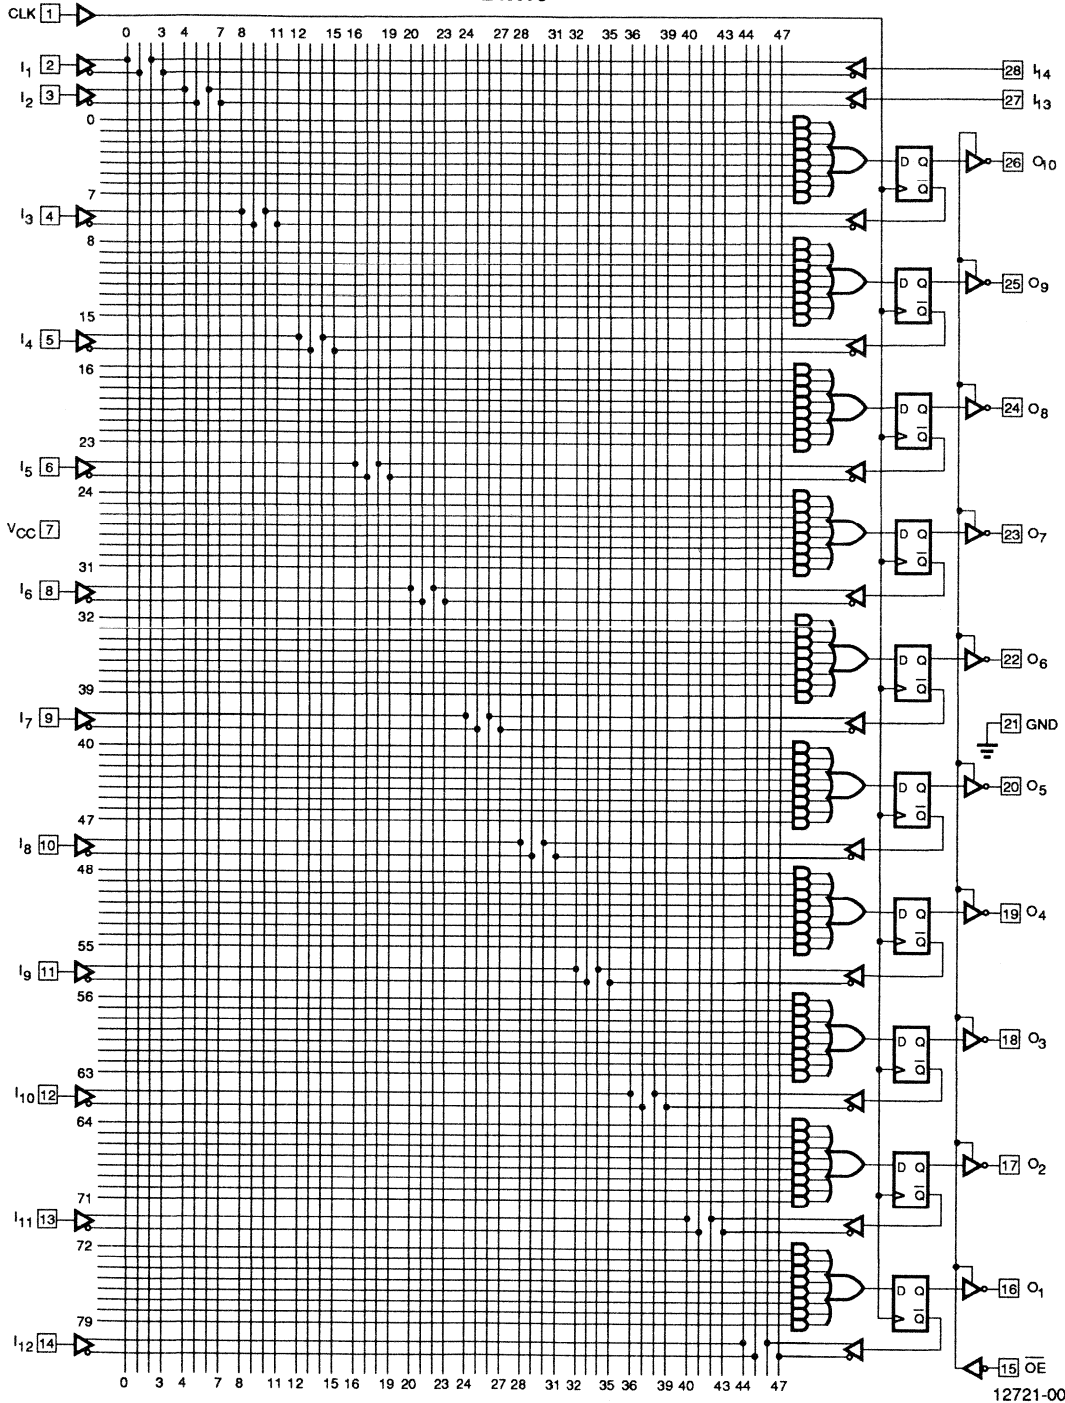 CLK 1
0 3 4 7 8 11 12 15 16 19 20 23 24 27 28 31 32 35 36 39 40 43 44 47
I1 2
28 I14
I2 3
27 I13
0
D Q
Q̅
26 O10
7
I3 4
8
D Q
Q̅
25 O9
15
I4 5
16
D Q
Q̅
24 O8
23
I5 6
24
VCC 7
D Q
Q̅
23 O7
31
I6 8
32
D Q
Q̅
22 O6
39
I7 9
21 GND
40
D Q
Q̅
20 O5
47
I8 10
48
D Q
Q̅
19 O4
55
I9 11
56
D Q
Q̅
18 O3
63
I10 12
64
D Q
Q̅
17 O2
71
I11 13
72
D Q
Q̅
16 O1
79
I12 14
15 O̅E̅
0 3 4 7 8 11 12 15 16 19 20 23 24 27 28 31 32 35 36 39 40 43 44 47
12721-00